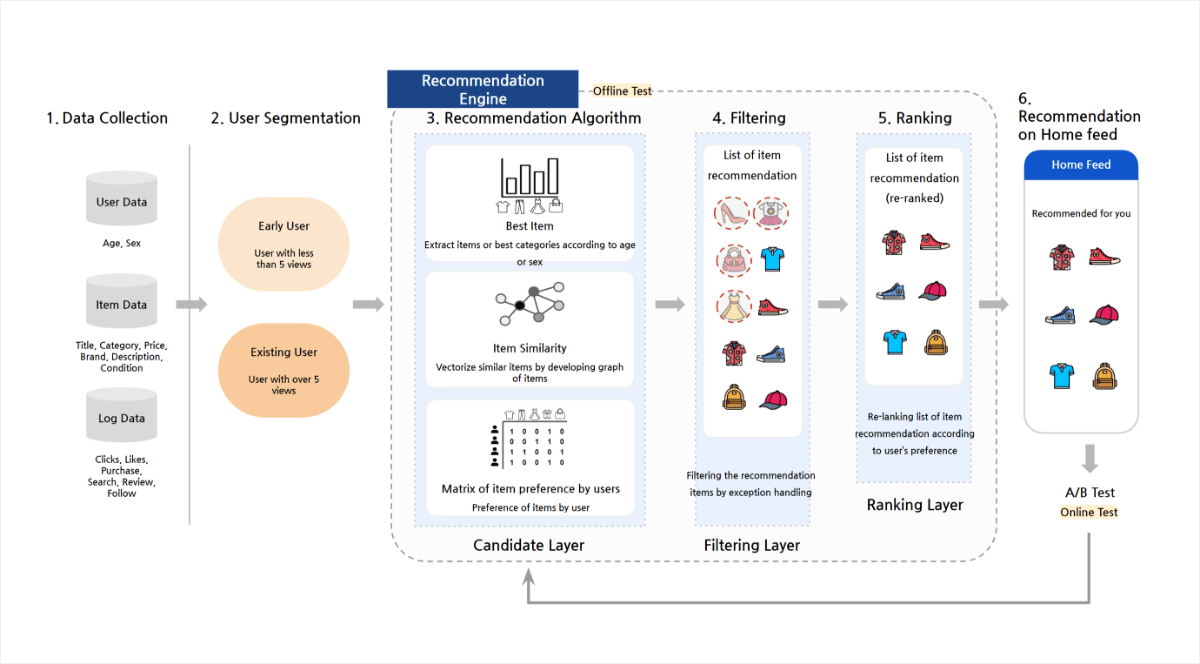 Recommendation
Engine
Offline Test
1. Data Collection
2. User Segmentation
3. Recommendation Algorithm
4. Filtering
5. Ranking
6.
Recommendation
on Home feed
User Data
Age, Sex
Item Data
Title, Category, Price,
Brand, Description,
Condition
Log Data
Clicks, Likes,
Purchase,
Search, Review,
Follow
Early User
User with less
than 5 views
Existing User
User with over 5
views
Best Item
Extract items or best categories according to age
or sex
Item Similarity
Vectorize similar items by developing graph
of items
1 0 0 1 0
0 0 1 1 0
1 1 0 1 0
1 0 0 1 0
Matrix of item preference by users
Preference of items by user
Candidate Layer
List of item
recommendation
Filtering the recommendation
items by exception handling
Filtering Layer
List of item
recommendation
(re-ranked)
Re-lanking list of item
recommendation according
to user's preference
Ranking Layer
Home Feed
Recommended for you
A/B Test
Online Test